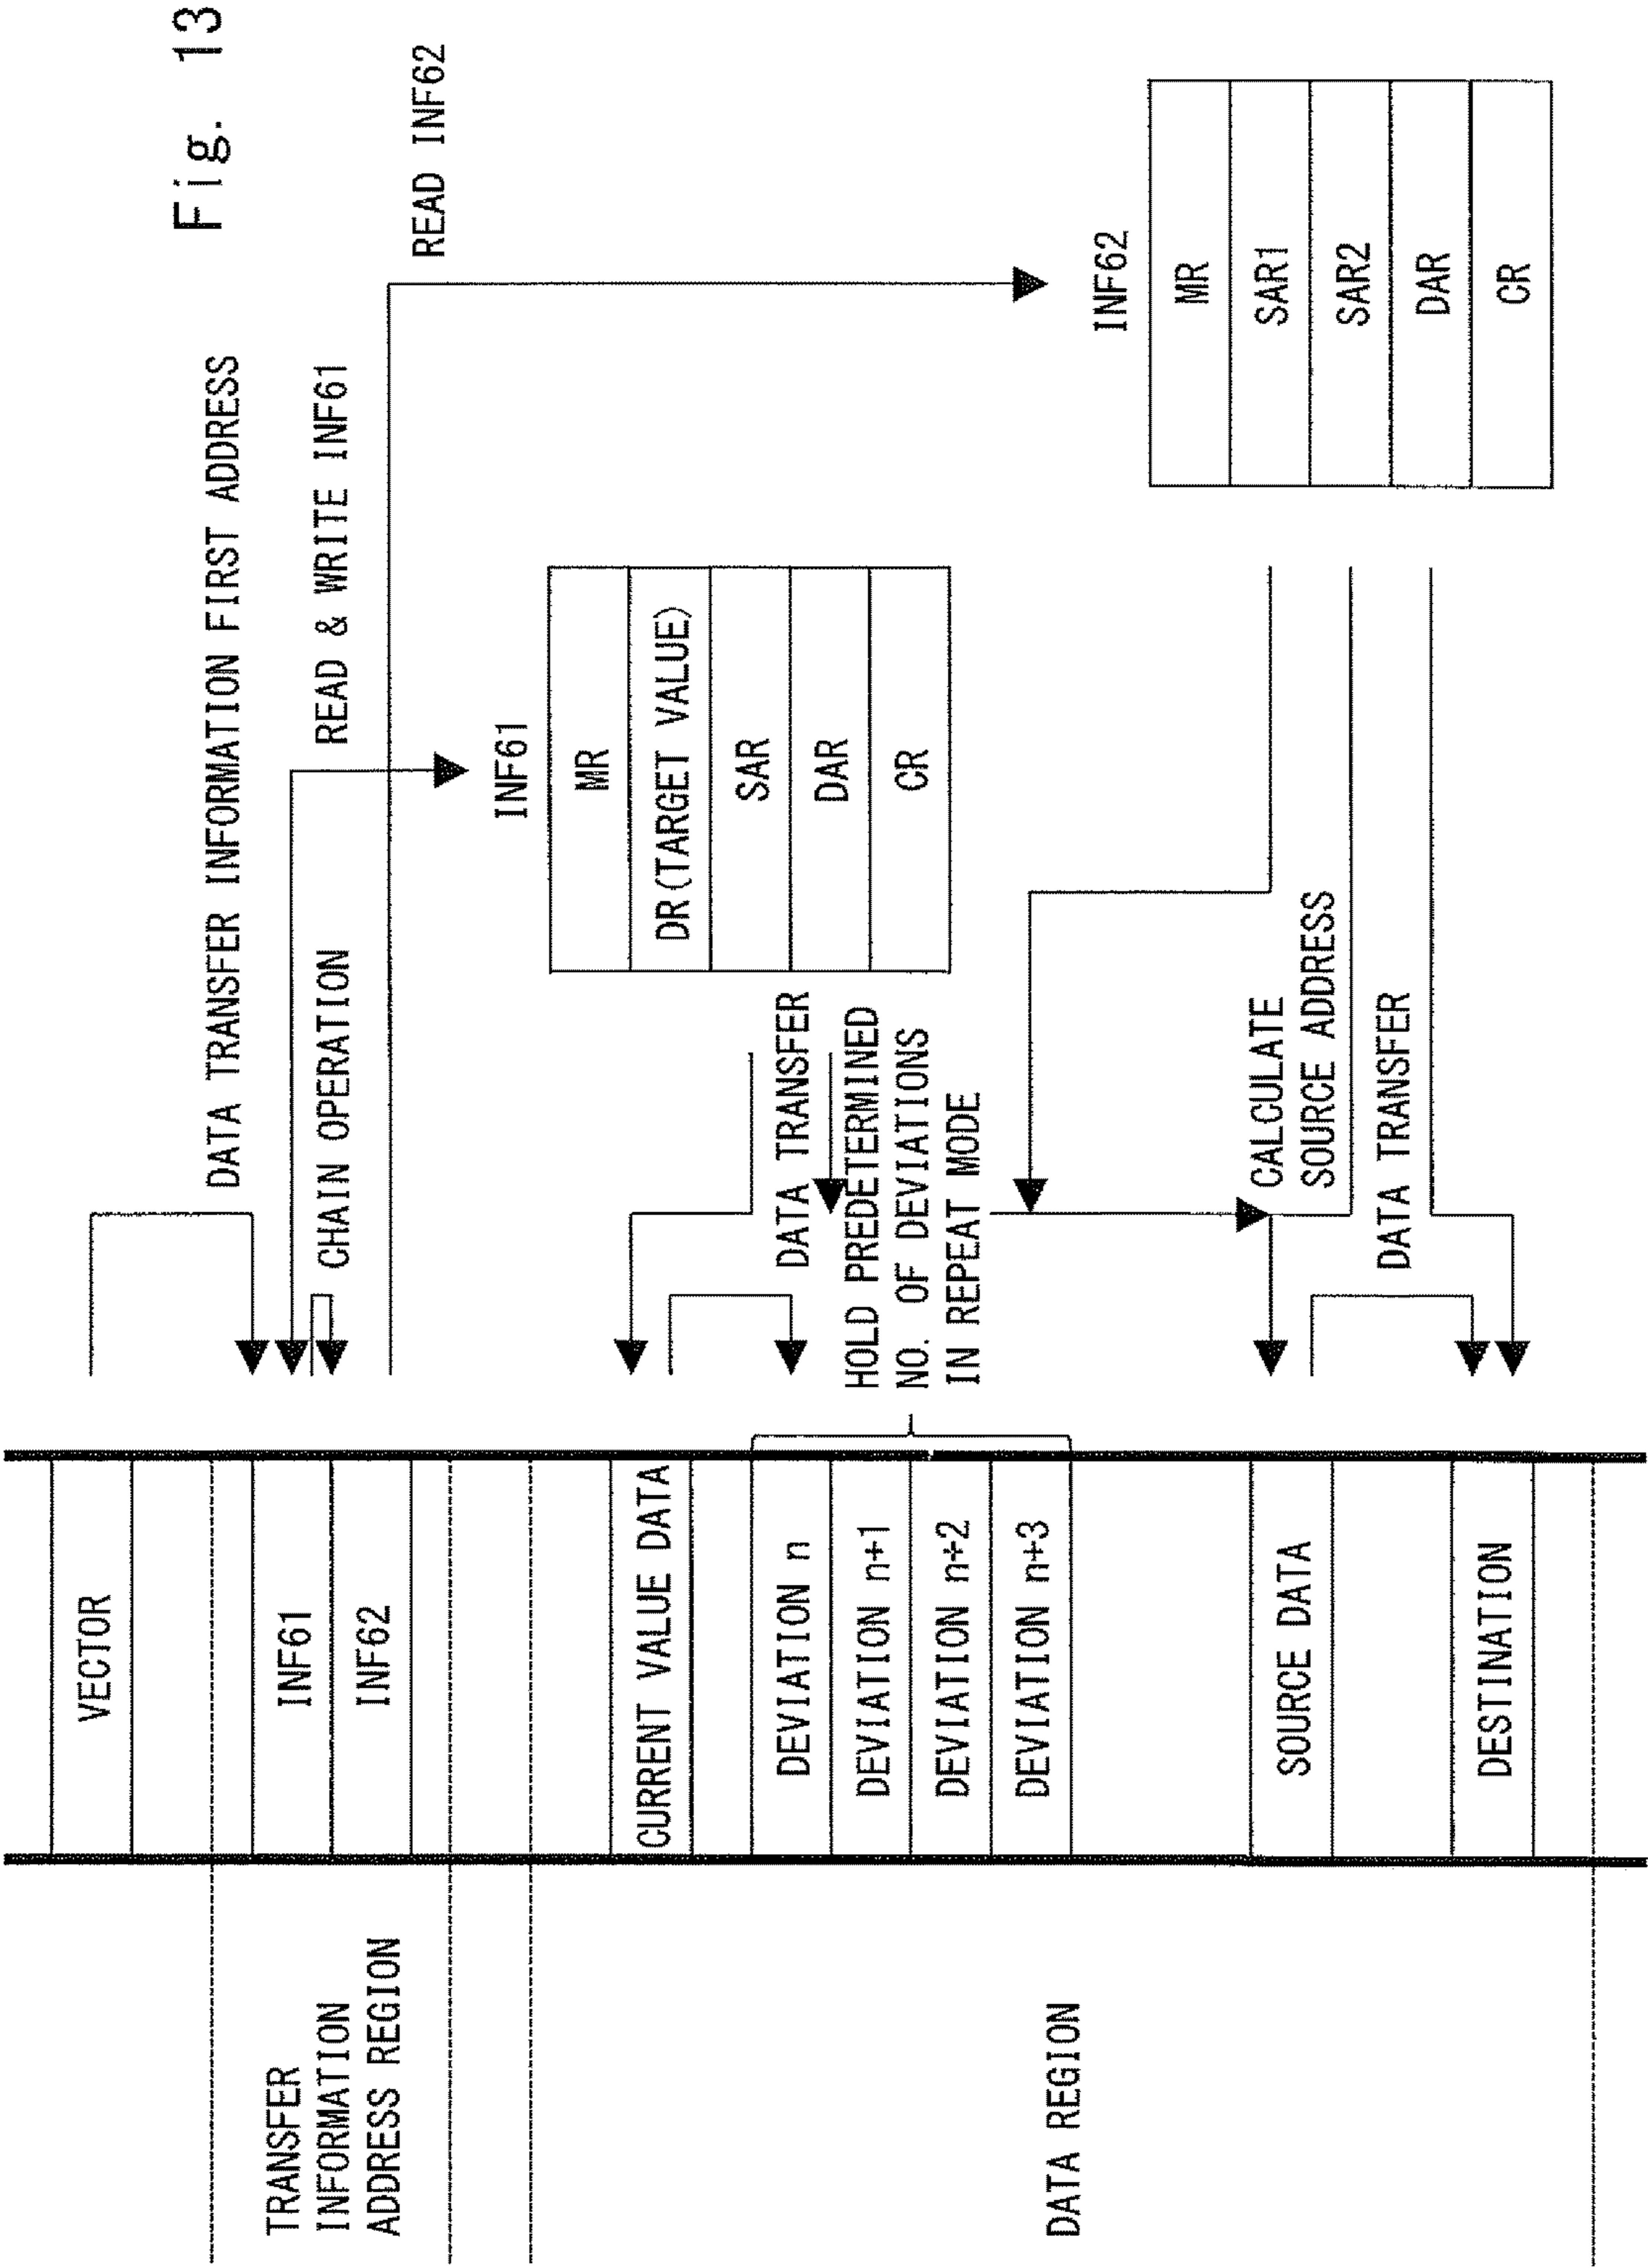 Fig. 13
VECTOR
DATA TRANSFER INFORMATION FIRST ADDRESS
TRANSFER
INFORMATION
ADDRESS REGION
INF61
INF62
CHAIN OPERATION
READ & WRITE INF61
READ INF62
INF61
MR
DR(TARGET VALUE)
SAR
DAR
CR
DATA REGION
CURRENT VALUE DATA
DEVIATION n
DEVIATION n+1
DEVIATION n+2
DEVIATION n+3
DATA TRANSFER
HOLD PREDETERMINED
NO. OF DEVIATIONS
IN REPEAT MODE
INF62
MR
SAR1
SAR2
DAR
CR
CALCULATE
SOURCE ADDRESS
DATA TRANSFER
SOURCE DATA
DESTINATION